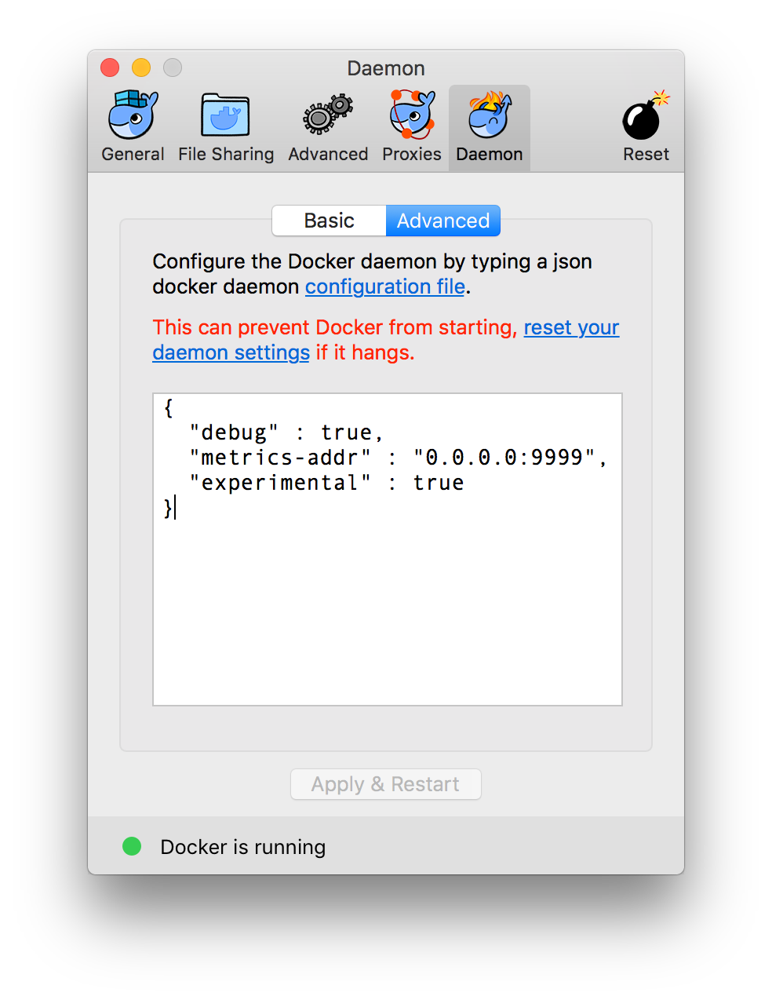 Daemon
General File Sharing Advanced Proxies Daemon Reset
Basic Advanced
Configure the Docker daemon by typing a json
docker daemon configuration file.
This can prevent Docker from starting, reset your
daemon settings if it hangs.
{
"debug" : true,
"metrics-addr" : "0.0.0.0:9999",
"experimental" : true
}
Apply & Restart
Docker is running